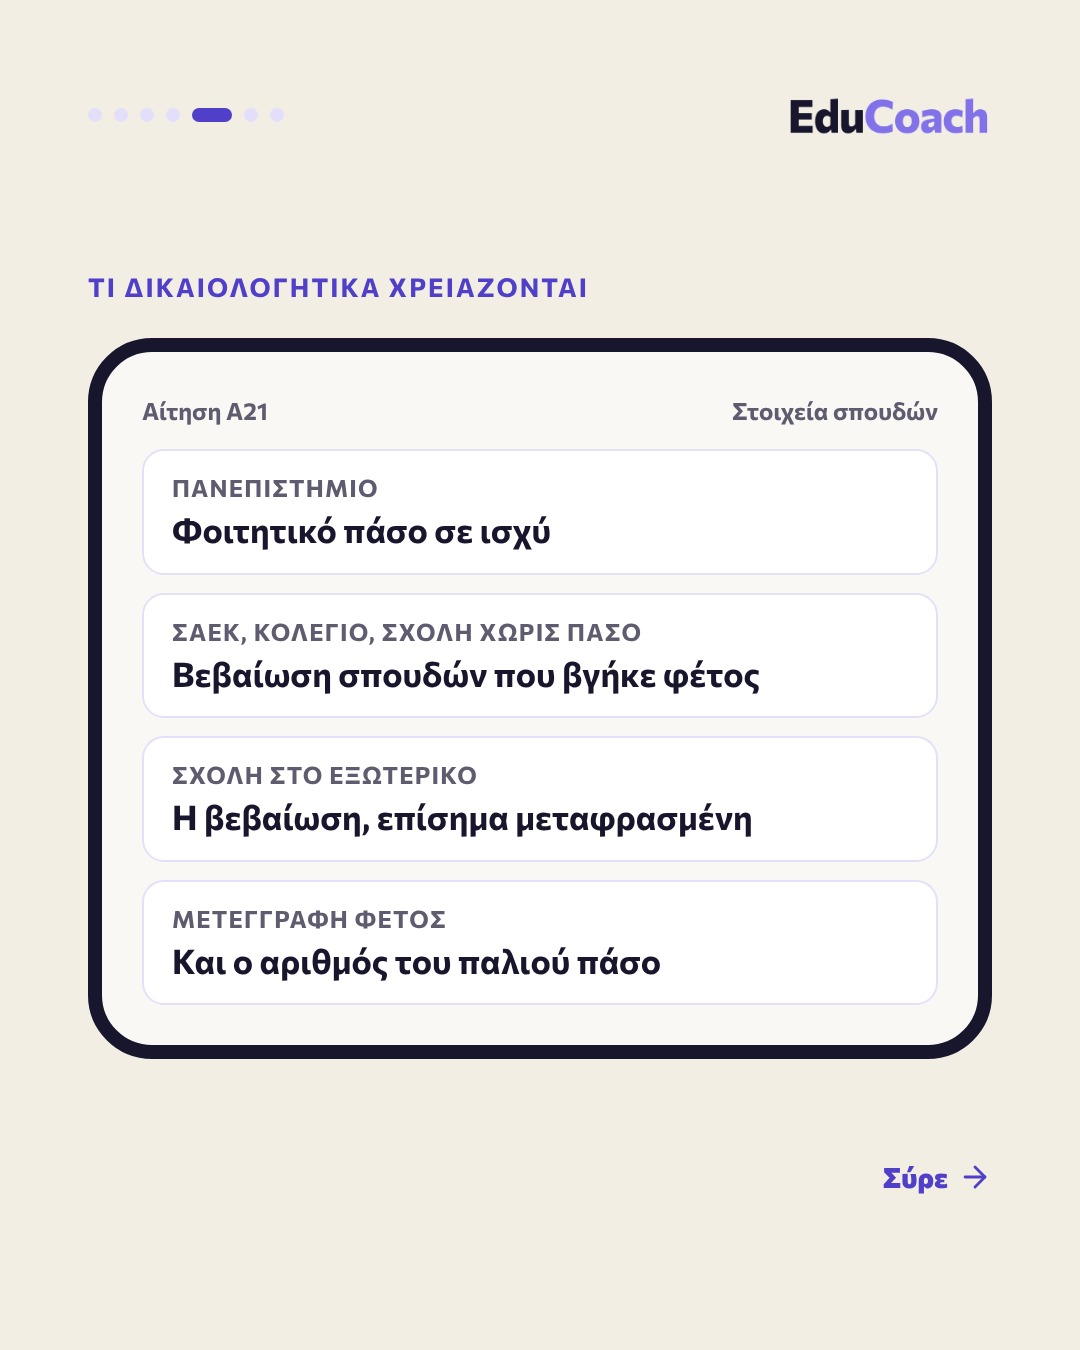 EduCoach
ΤΙ ΔΙΚΑΙΟΛΟΓΗΤΙΚΑ ΧΡΕΙΑΖΟΝΤΑΙ
Αίτηση Α21
Στοιχεία σπουδών
ΠΑΝΕΠΙΣΤΗΜΙΟ
Φοιτητικό πάσο σε ισχύ
ΣΑΕΚ, ΚΟΛΕΓΙΟ, ΣΧΟΛΗ ΧΩΡΙΣ ΠΑΣΟ
Βεβαίωση σπουδών που βγήκε φέτος
ΣΧΟΛΗ ΣΤΟ ΕΞΩΤΕΡΙΚΟ
Η βεβαίωση, επίσημα μεταφρασμένη
ΜΕΤΕΓΓΡΑΦΗ ΦΕΤΟΣ
Και ο αριθμός του παλιού πάσο
Σύρε →